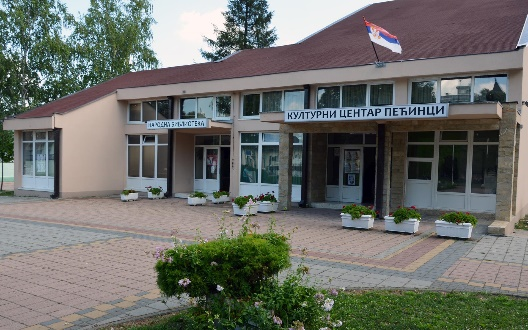 НАРОДНА БИБЛИОТЕКА
КУЛТУРНИ ЦЕНТАР ПЕЋИНЦИ